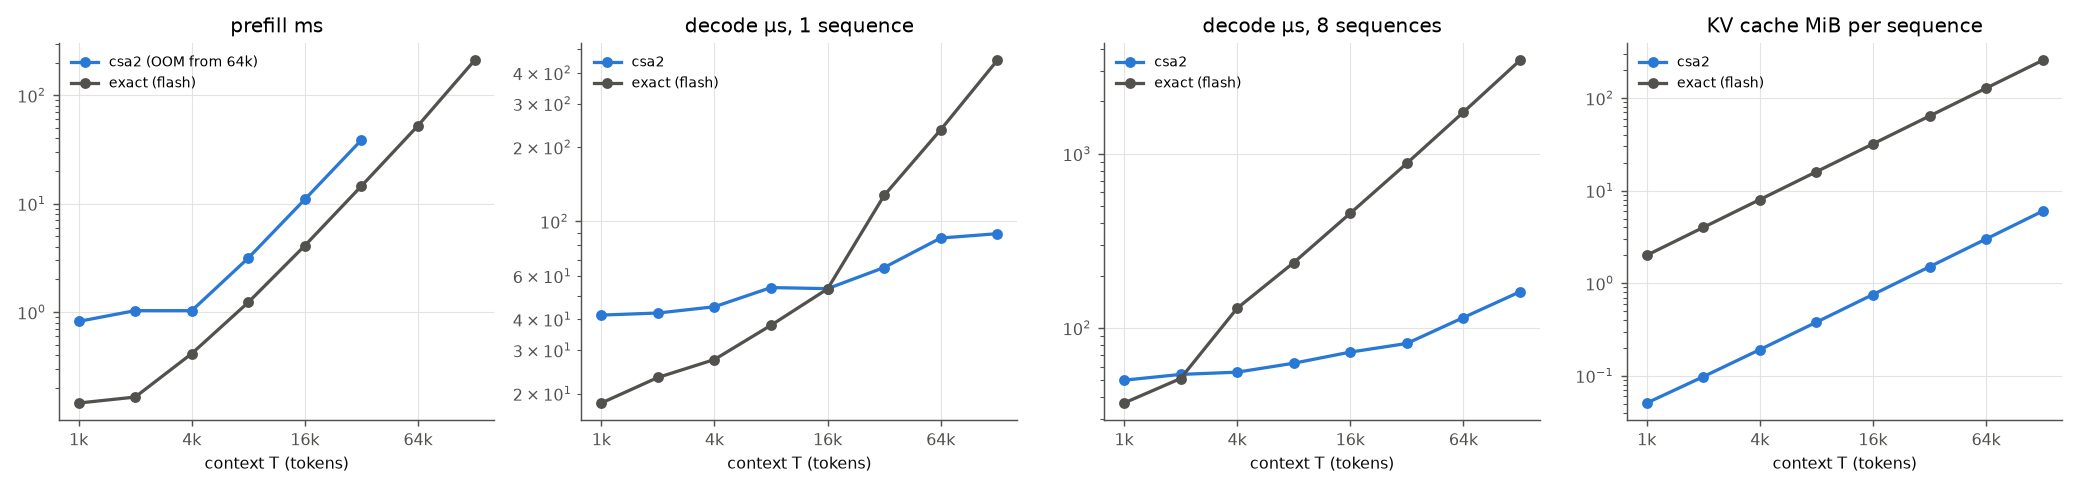 prefill ms
csa2 (OOM from 64k)
exact (flash)
10²
10¹
10⁰
1k
4k
16k
64k
context T (tokens)
decode µs, 1 sequence
csa2
exact (flash)
4 × 10²
3 × 10²
2 × 10²
10²
6 × 10¹
4 × 10¹
3 × 10¹
2 × 10¹
1k
4k
16k
64k
context T (tokens)
decode µs, 8 sequences
csa2
exact (flash)
10³
10²
1k
4k
16k
64k
context T (tokens)
KV cache MiB per sequence
csa2
exact (flash)
10²
10¹
10⁰
10⁻¹
1k
4k
16k
64k
context T (tokens)